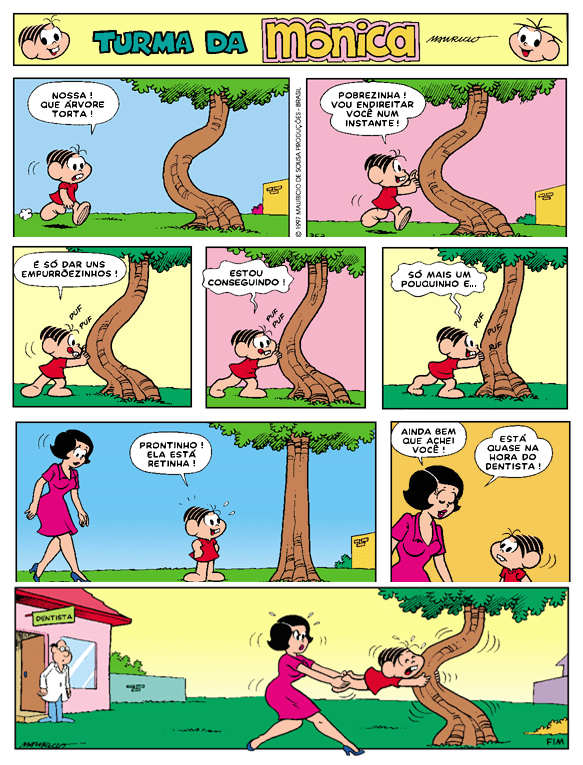 TURMA DA MÔNICA
MAURICIO
NOSSA !
QUE ÁRVORE
TORTA !
© 1997 MAURICIO DE SOUSA PRODUÇÕES - BRASIL
POBREZINHA !
VOU ENDIREITAR
VOCÊ NUM
INSTANTE !
É SÓ DAR UNS
EMPURRÕEZINHOS !
PUF
PUF
ESTOU
CONSEGUINDO !
PUF
PUF
SÓ MAIS UM
POUQUINHO E...
PUF
PUF
PUF
PRONTINHO !
ELA ESTÁ
RETINHA !
AINDA BEM
QUE ACHEI
VOCÊ !
ESTÁ
QUASE NA
HORA DO
DENTISTA !
DENTISTA
MAURICIO
FIM